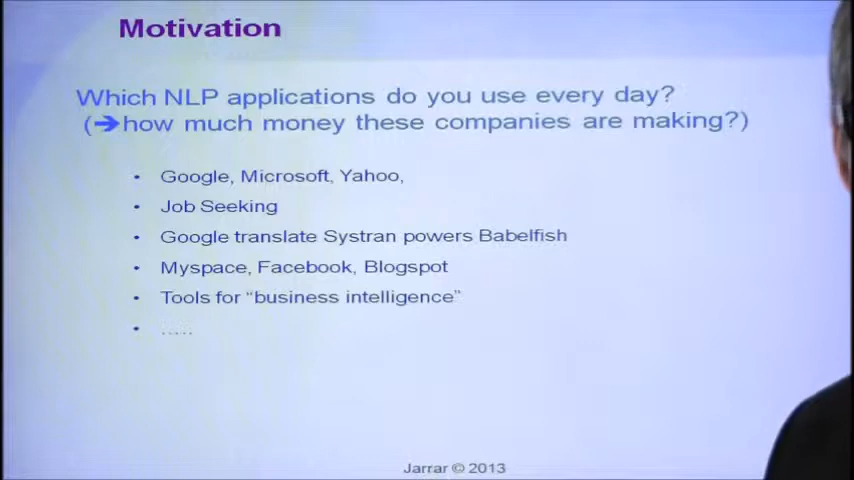 Motivation
Which NLP applications do you use every day?
(➔how much money these companies are making?)
• Google, Microsoft, Yahoo,
• Job Seeking
• Google translate Systran powers Babelfish
• Myspace, Facebook, Blogspot
• Tools for “business intelligence”
• .....
Jarrar © 2013